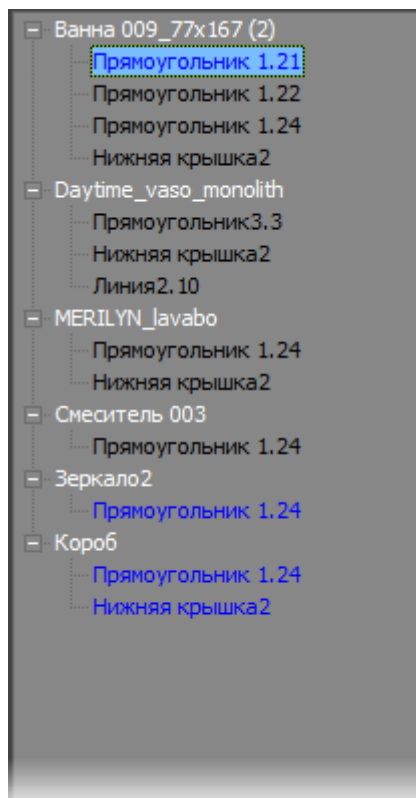 Ванна 009_77x167 (2)
Прямоугольник 1.21
Прямоугольник 1.22
Прямоугольник 1.24
Нижняя крышка2
Daytime_vaso_monolith
Прямоугольник3.3
Нижняя крышка2
Линия2.10
MERILYN_lavabo
Прямоугольник 1.24
Нижняя крышка2
Смеситель 003
Прямоугольник 1.24
Зеркало2
Прямоугольник 1.24
Короб
Прямоугольник 1.24
Нижняя крышка2